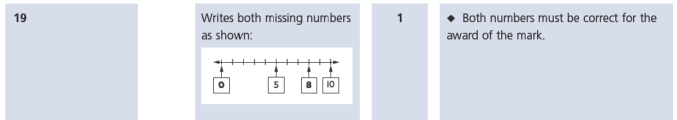 19
Writes both missing numbers
as shown:
0 5 8 10
1
◆ Both numbers must be correct for the
award of the mark.